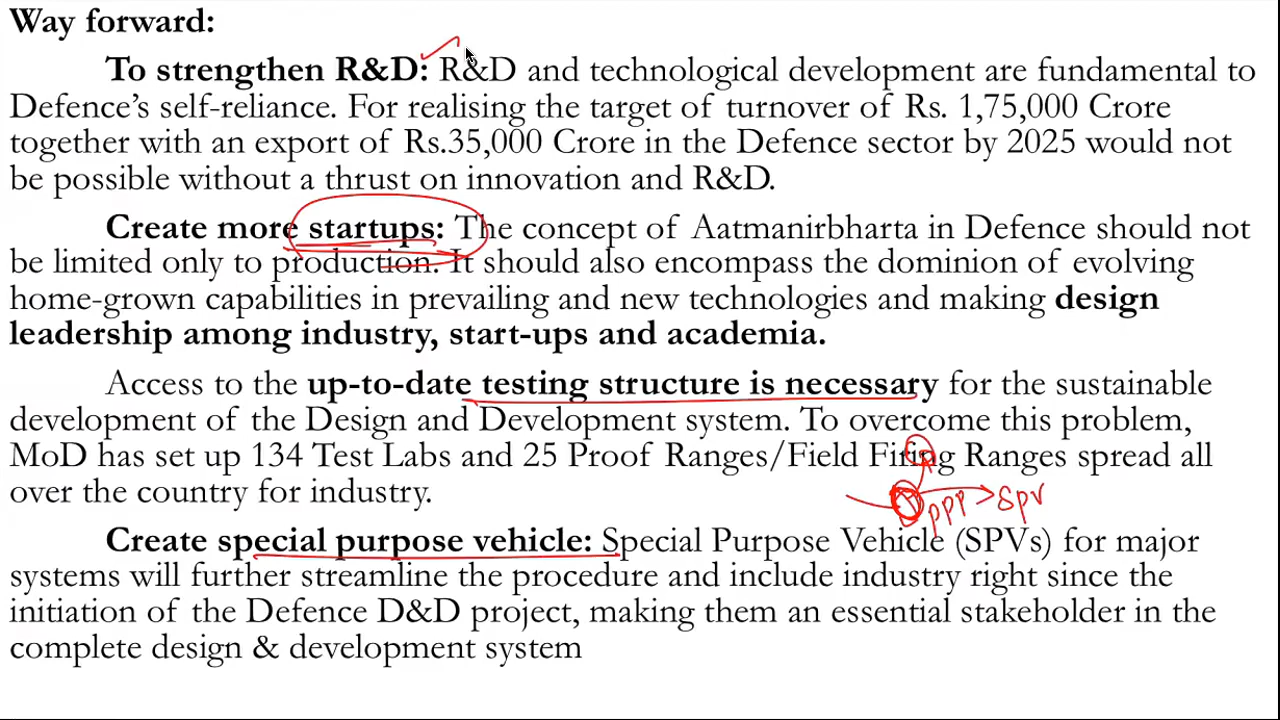 Way forward:
To strengthen R&D: R&D and technological development are fundamental to
Defence's self-reliance. For realising the target of turnover of Rs. 1,75,000 Crore
together with an export of Rs.35,000 Crore in the Defence sector by 2025 would not
be possible without a thrust on innovation and R&D.
Create more startups: The concept of Aatmanirbharta in Defence should not
be limited only to production. It should also encompass the dominion of evolving
home-grown capabilities in prevailing and new technologies and making design
leadership among industry, start-ups and academia.
Access to the up-to-date testing structure is necessary for the sustainable
development of the Design and Development system. To overcome this problem,
MoD has set up 134 Test Labs and 25 Proof Ranges/Field Firing Ranges spread all
over the country for industry.
PPP Spv
Create special purpose vehicle: Special Purpose Vehicle (SPVs) for major
systems will further streamline the procedure and include industry right since the
initiation of the Defence D&D project, making them an essential stakeholder in the
complete design & development system